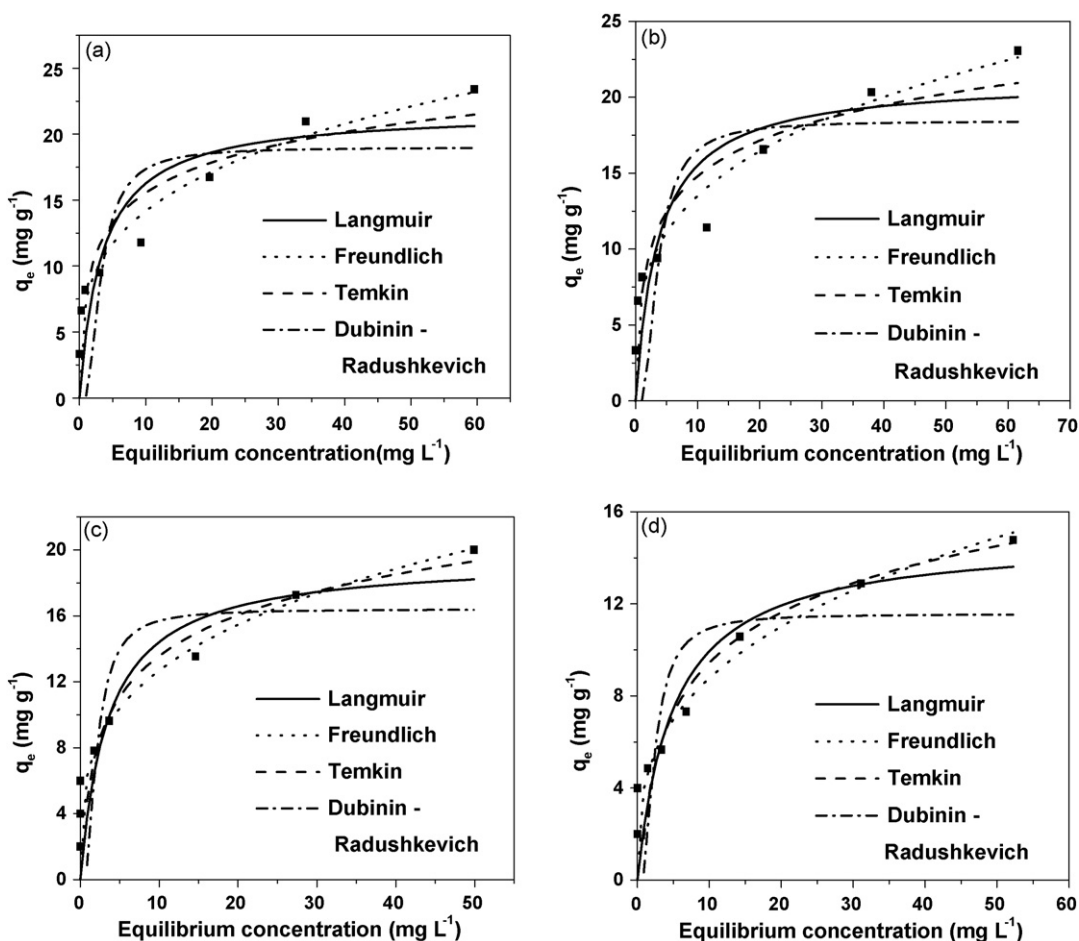 (a)
25
20
15
10
5
0
q_e (mg g^-1)
Langmuir
Freundlich
Temkin
Dubinin -
Radushkevich
0 10 20 30 40 50 60
Equilibrium concentration(mg L^-1)
(b)
25
20
15
10
5
0
q_e (mg g^-1)
Langmuir
Freundlich
Temkin
Dubinin -
Radushkevich
0 10 20 30 40 50 60 70
Equilibrium concentration (mg L^-1)
(c)
20
16
12
8
4
0
q_e (mg g^-1)
Langmuir
Freundlich
Temkin
Dubinin -
Radushkevich
0 10 20 30 40 50
Equilibrium concentration (mg L^-1)
(d)
16
12
8
4
0
q_e (mg g^-1)
Langmuir
Freundlich
Temkin
Dubinin -
Radushkevich
0 10 20 30 40 50 60
Equilibrium concentration (mg L^-1)